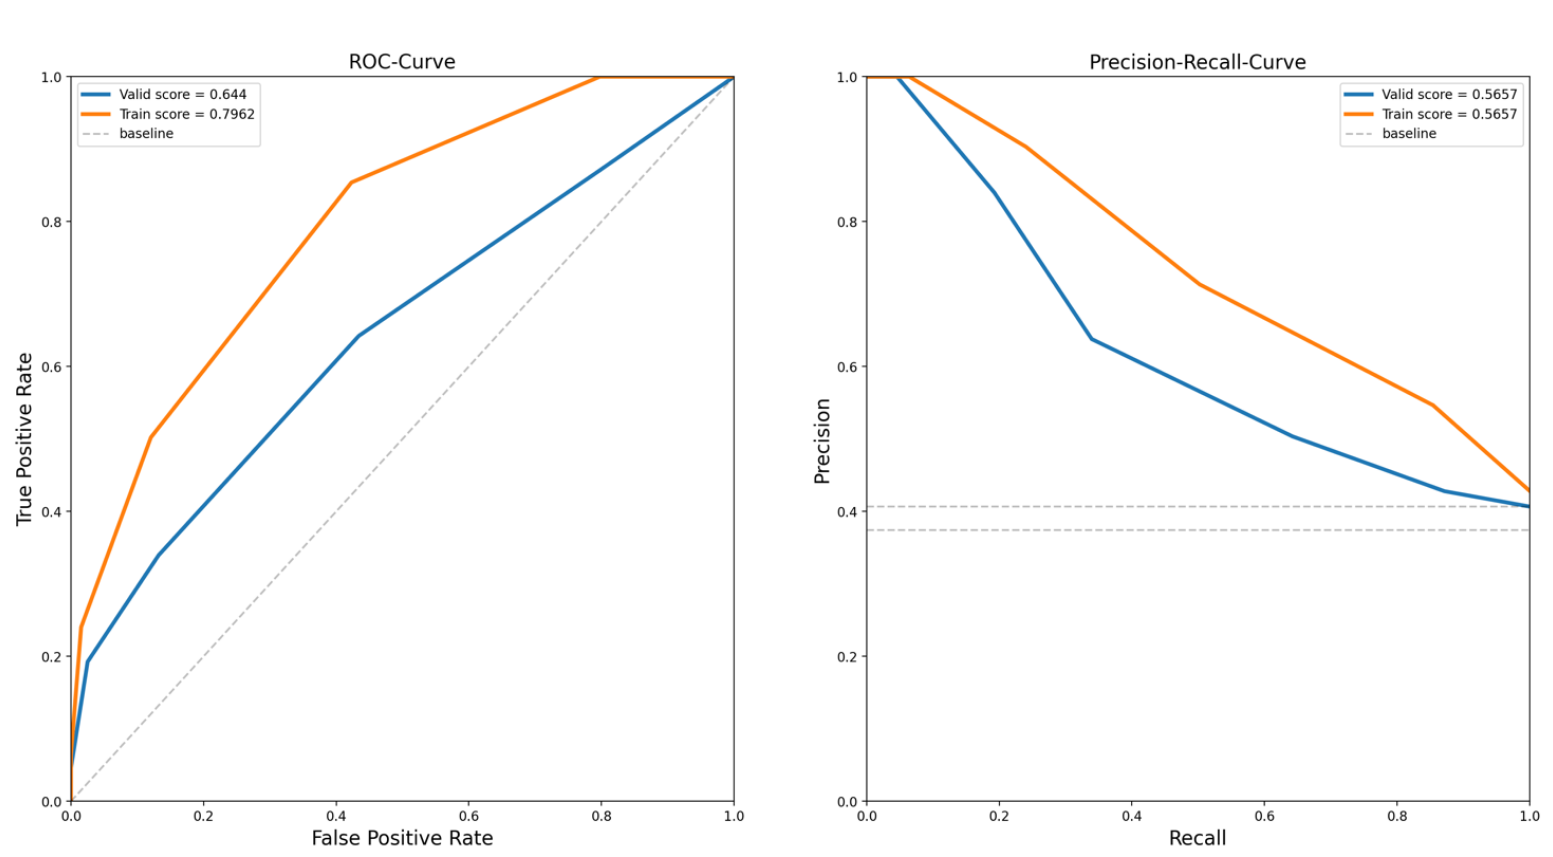 ROC-Curve
Valid score = 0.644
Train score = 0.7962
baseline
True Positive Rate
1.0
0.8
0.6
0.4
0.2
0.0
0.0 0.2 0.4 0.6 0.8 1.0
False Positive Rate
Precision-Recall-Curve
Valid score = 0.5657
Train score = 0.5657
baseline
Precision
1.0
0.8
0.6
0.4
0.2
0.0
0.0 0.2 0.4 0.6 0.8 1.0
Recall